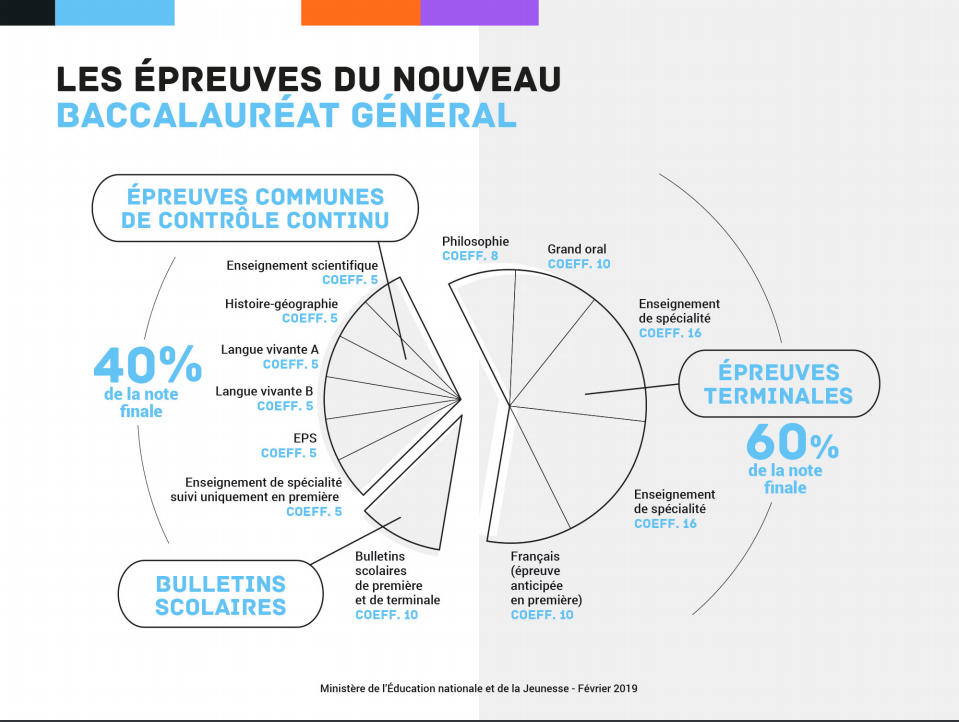 LES ÉPREUVES DU NOUVEAU
BACCALAURÉAT GÉNÉRAL
ÉPREUVES COMMUNES
DE CONTRÔLE CONTINU
Enseignement scientifique
COEFF. 5
Histoire-géographie
COEFF. 5
Langue vivante A
COEFF. 5
Langue vivante B
COEFF. 5
EPS
COEFF. 5
Enseignement de spécialité
suivi uniquement en première
COEFF. 5
40%
de la note
finale
BULLETINS
SCOLAIRES
Bulletins
scolaires
de première
et de terminale
COEFF. 10
Philosophie
COEFF. 8
Grand oral
COEFF. 10
Enseignement
de spécialité
COEFF. 16
ÉPREUVES
TERMINALES
60%
de la note
finale
Enseignement
de spécialité
COEFF. 16
Français
(épreuve
anticipée
en première)
COEFF. 10
Ministère de l'Éducation nationale et de la Jeunesse - Février 2019